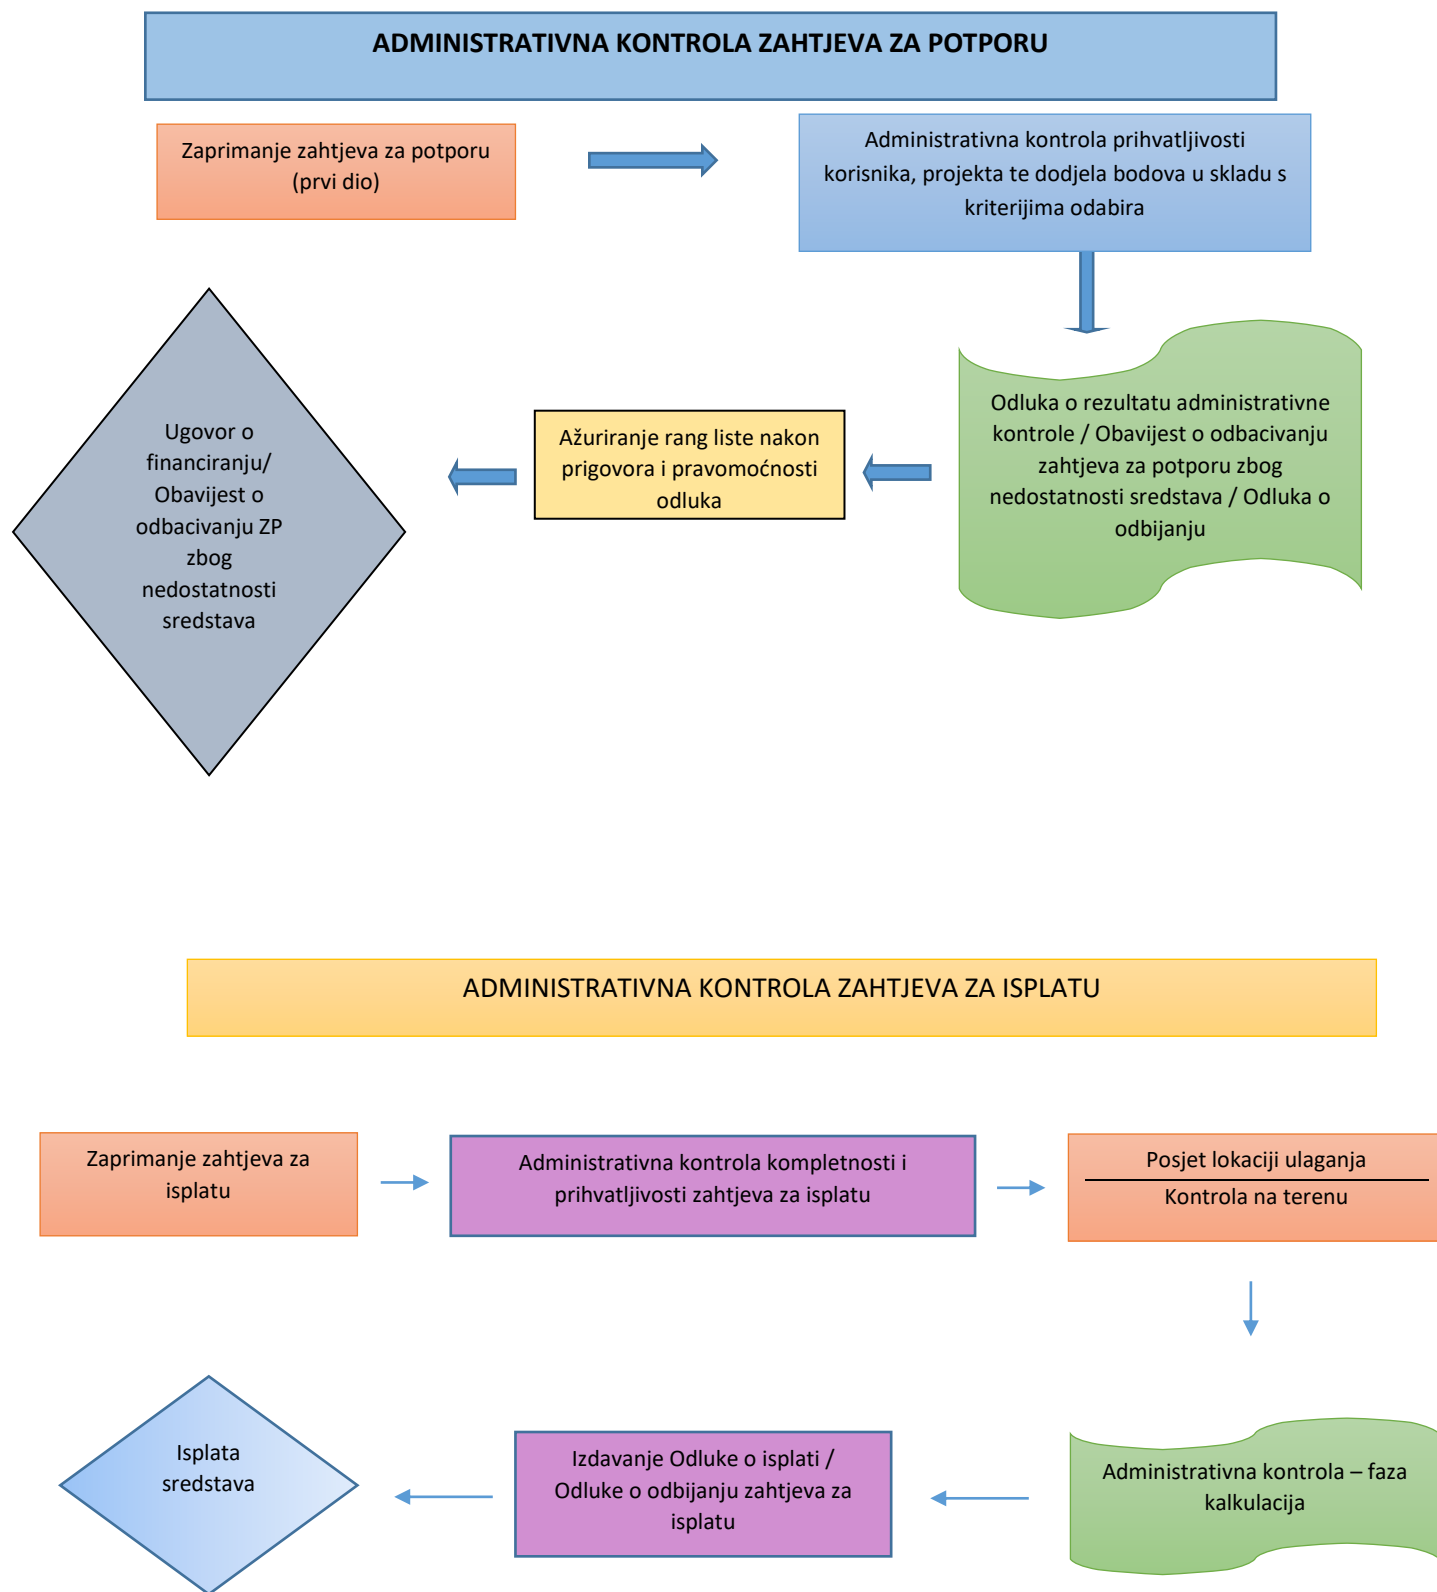 ADMINISTRATIVNA KONTROLA ZAHTJEVA ZA POTPORU
Zaprimanje zahtjeva za potporu
(prvi dio)
Administrativna kontrola prihvatljivosti
korisnika, projekta te dodjela bodova u skladu s
kriterijima odabira
Odluka o rezultatu administrativne
kontrole / Obavijest o odbacivanju
zahtjeva za potporu zbog
nedostatnosti sredstava / Odluka o
odbijanju
Ažuriranje rang liste nakon
prigovora i pravomoćnosti
odluka
Ugovor o
financiranju/
Obavijest o
odbacivanju ZP
zbog
nedostatnosti
sredstava
ADMINISTRATIVNA KONTROLA ZAHTJEVA ZA ISPLATU
Zaprimanje zahtjeva za
isplatu
Administrativna kontrola kompletnosti i
prihvatljivosti zahtjeva za isplatu
Posjet lokaciji ulaganja
Kontrola na terenu
Administrativna kontrola – faza
kalkulacija
Izdavanje Odluke o isplati /
Odluke o odbijanju zahtjeva za
isplatu
Isplata
sredstava